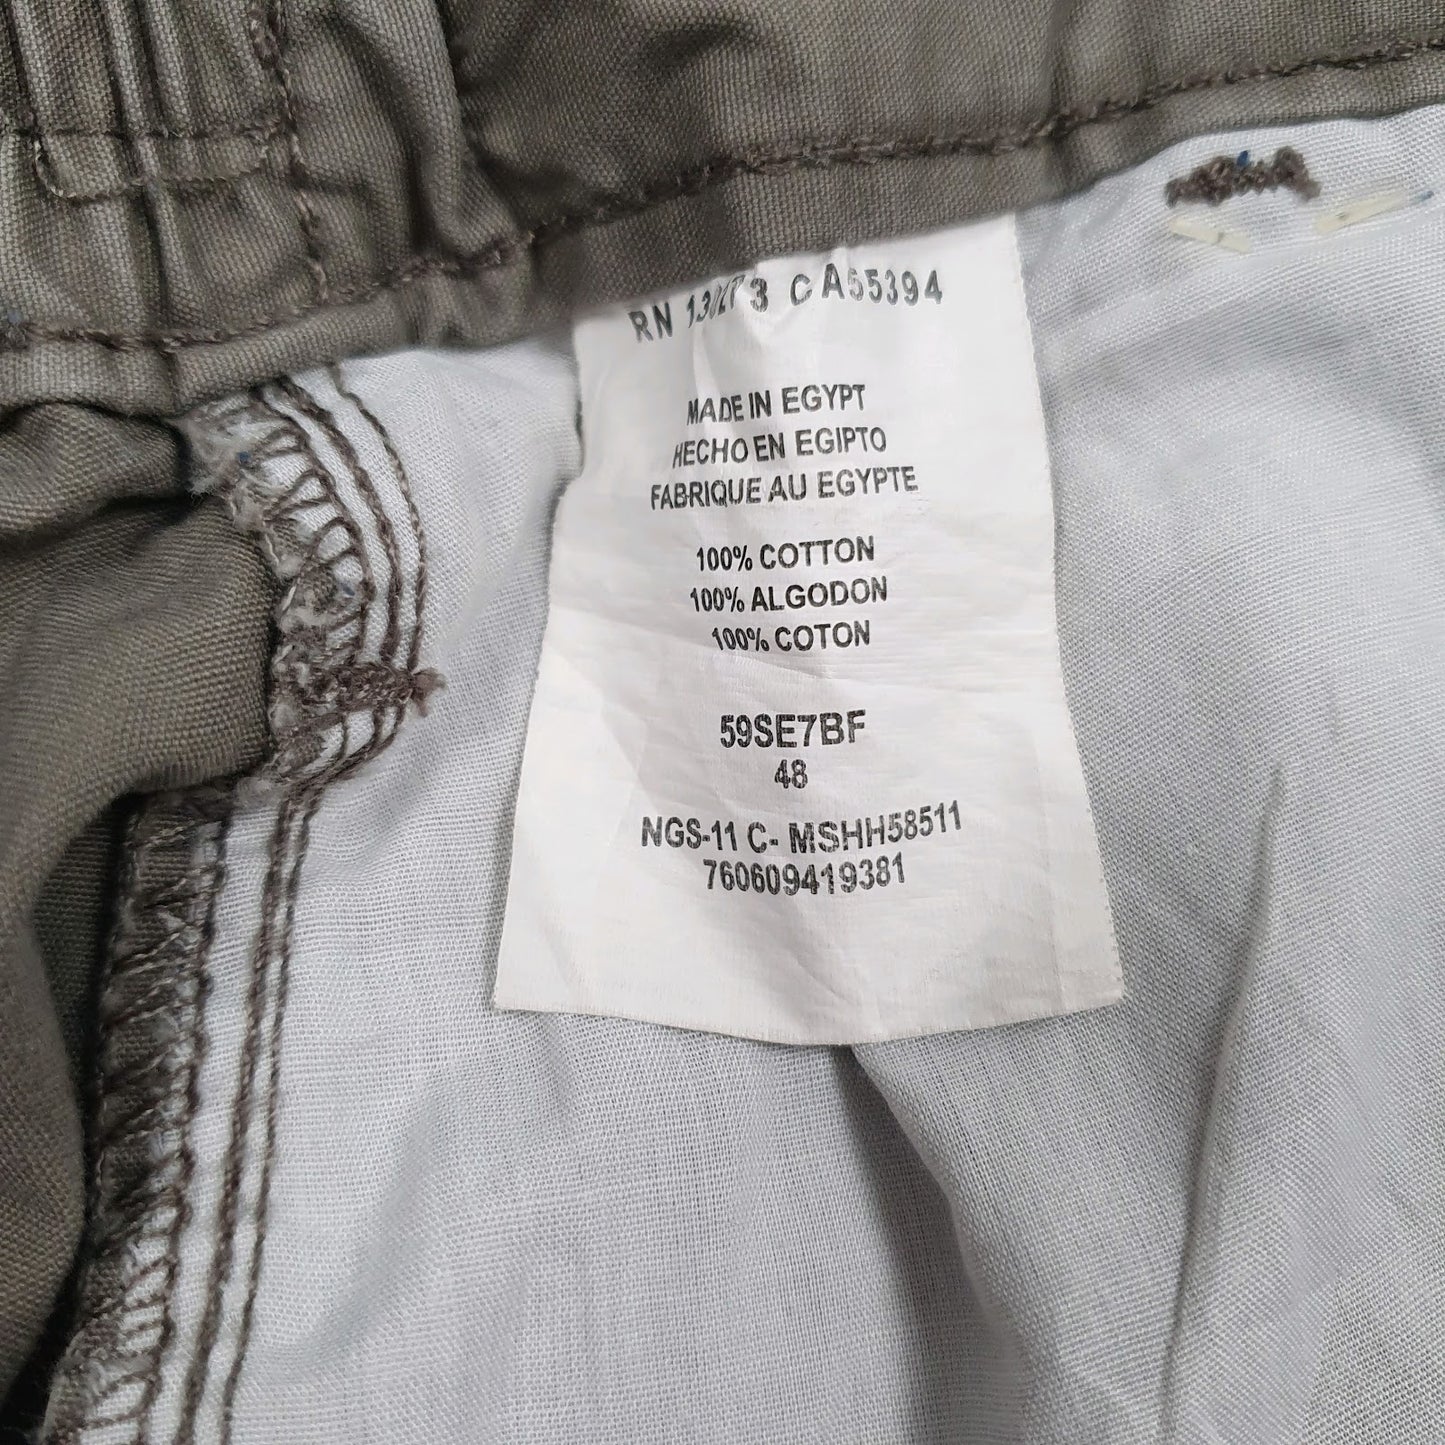 RN CA55394
MADE IN EGYPT
HECHO EN EGIPTO
FABRIQUE AU EGYPTE
100% COTTON
100% ALGODON
100% COTON
59SE7BF
48
NGS-11 C- MSHH58511
760609419381